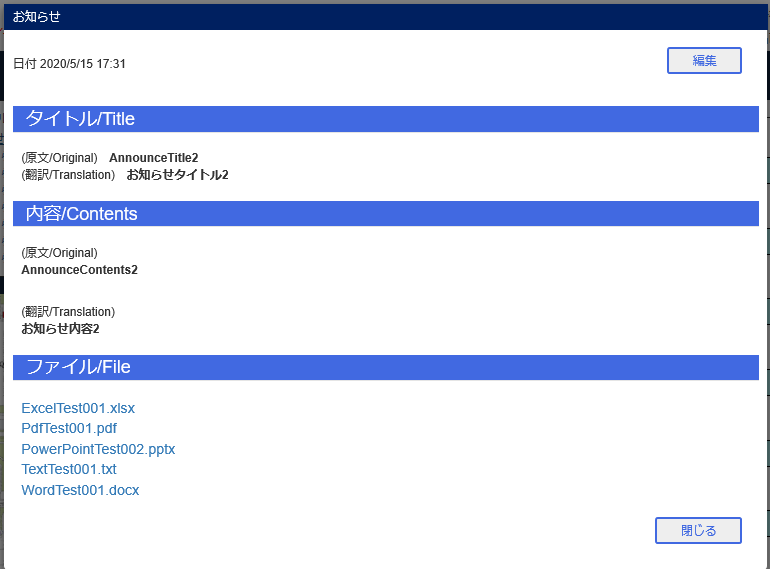 お知らせ
日付 2020/5/15 17:31
編集
タイトル/Title
(原文/Original) AnnounceTitle2
(翻訳/Translation) お知らせタイトル2
内容/Contents
(原文/Original)
AnnounceContents2
(翻訳/Translation)
お知らせ内容2
ファイル/File
ExcelTest001.xlsx
PdfTest001.pdf
PowerPointTest002.pptx
TextTest001.txt
WordTest001.docx
閉じる